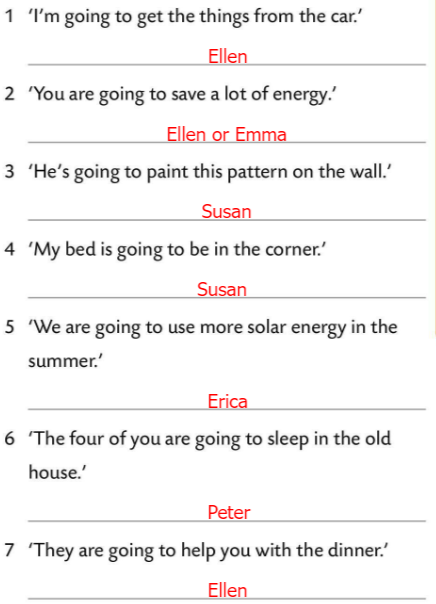 1 ‘I’m going to get the things from the car.’
Ellen
2 ‘You are going to save a lot of energy.’
Ellen or Emma
3 ‘He’s going to paint this pattern on the wall.’
Susan
4 ‘My bed is going to be in the corner.’
Susan
5 ‘We are going to use more solar energy in the
summer.’
Erica
6 ‘The four of you are going to sleep in the old
house.’
Peter
7 ‘They are going to help you with the dinner.’
Ellen